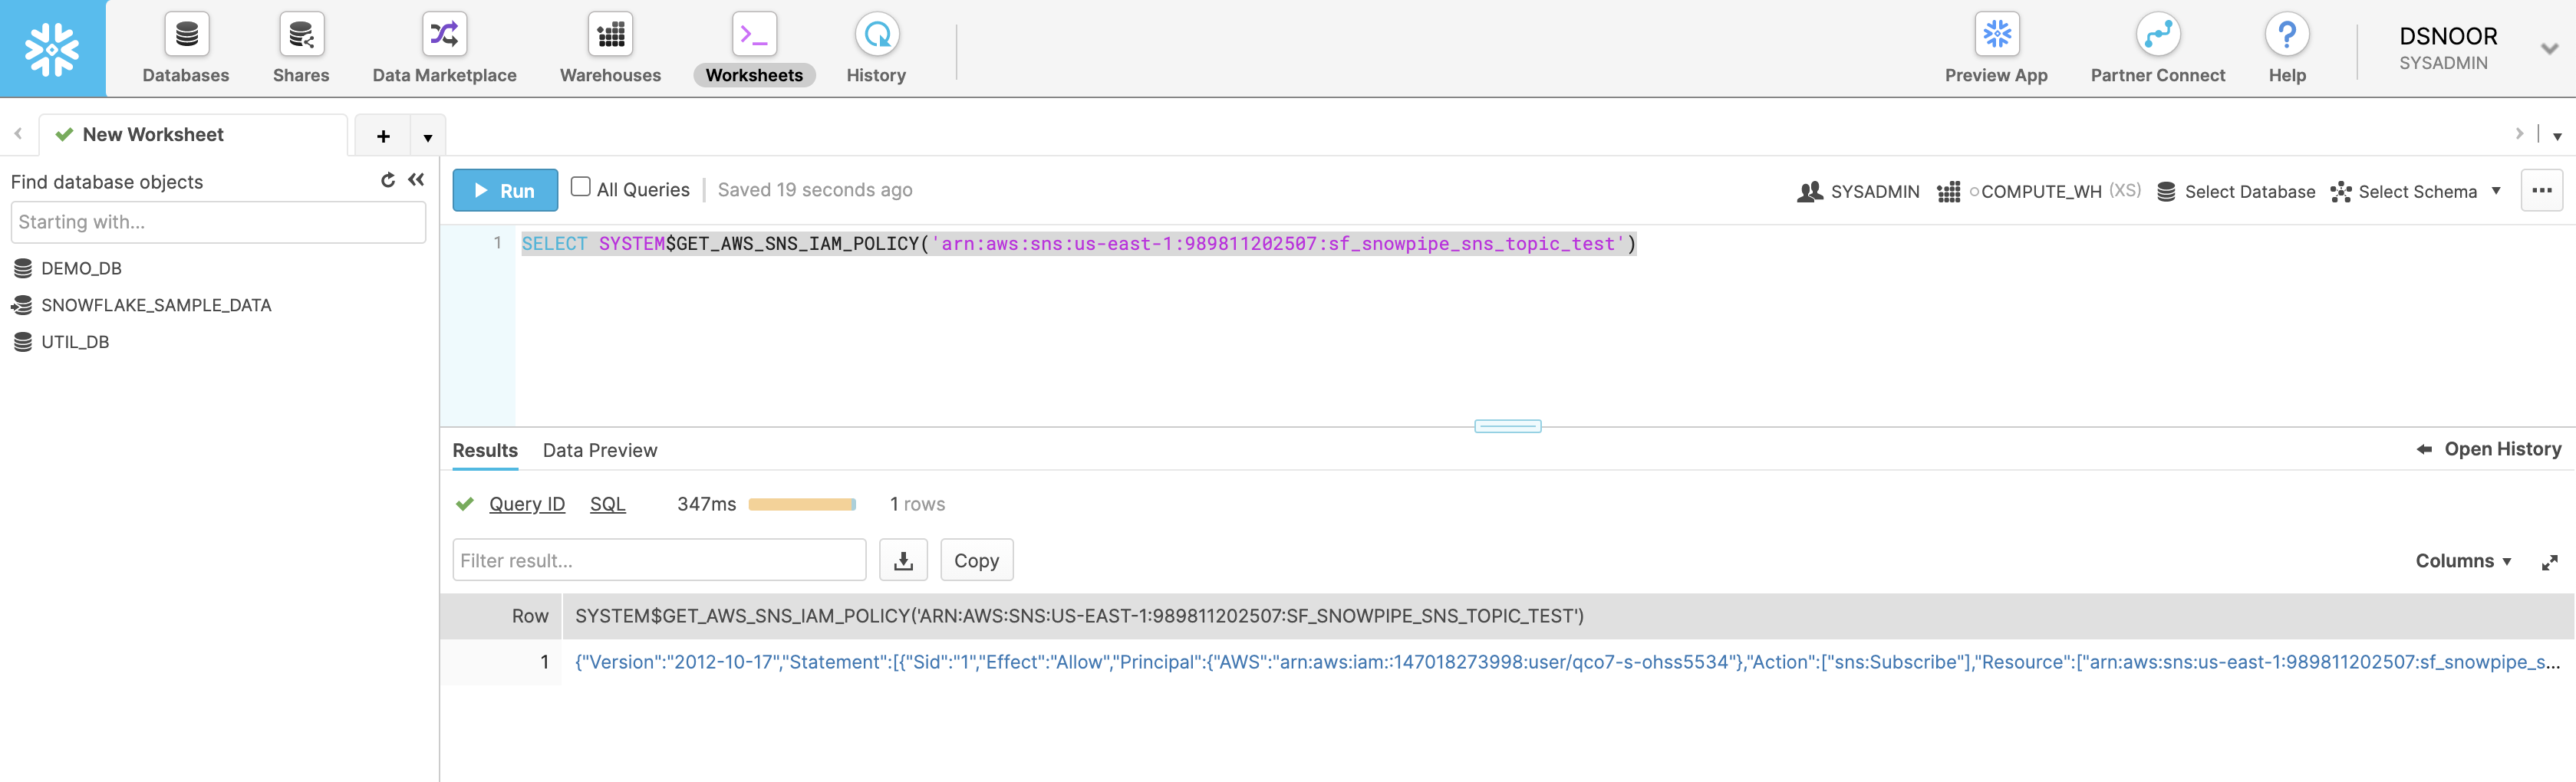 Databases
Shares
Data Marketplace
Warehouses
Worksheets
History
Preview App
Partner Connect
Help
DSNOOR
SYSADMIN
New Worksheet
Find database objects
Starting with...
DEMO_DB
SNOWFLAKE_SAMPLE_DATA
UTIL_DB
Run
All Queries
Saved 19 seconds ago
SYSADMIN
COMPUTE_WH (XS)
Select Database
Select Schema
1 SELECT SYSTEM$GET_AWS_SNS_IAM_POLICY('arn:aws:sns:us-east-1:989811202507:sf_snowpipe_sns_topic_test')
Results
Data Preview
Open History
Query ID
SQL
347ms
1 rows
Filter result...
Copy
Columns
Row SYSTEM$GET_AWS_SNS_IAM_POLICY('ARN:AWS:SNS:US-EAST-1:989811202507:SF_SNOWPIPE_SNS_TOPIC_TEST')
1 {"Version":"2012-10-17","Statement":[{"Sid":"1","Effect":"Allow","Principal":{"AWS":"arn:aws:iam::147018273998:user/qco7-s-ohss5534"},"Action":["sns:Subscribe"],"Resource":["arn:aws:sns:us-east-1:989811202507:sf_snowpipe_s...